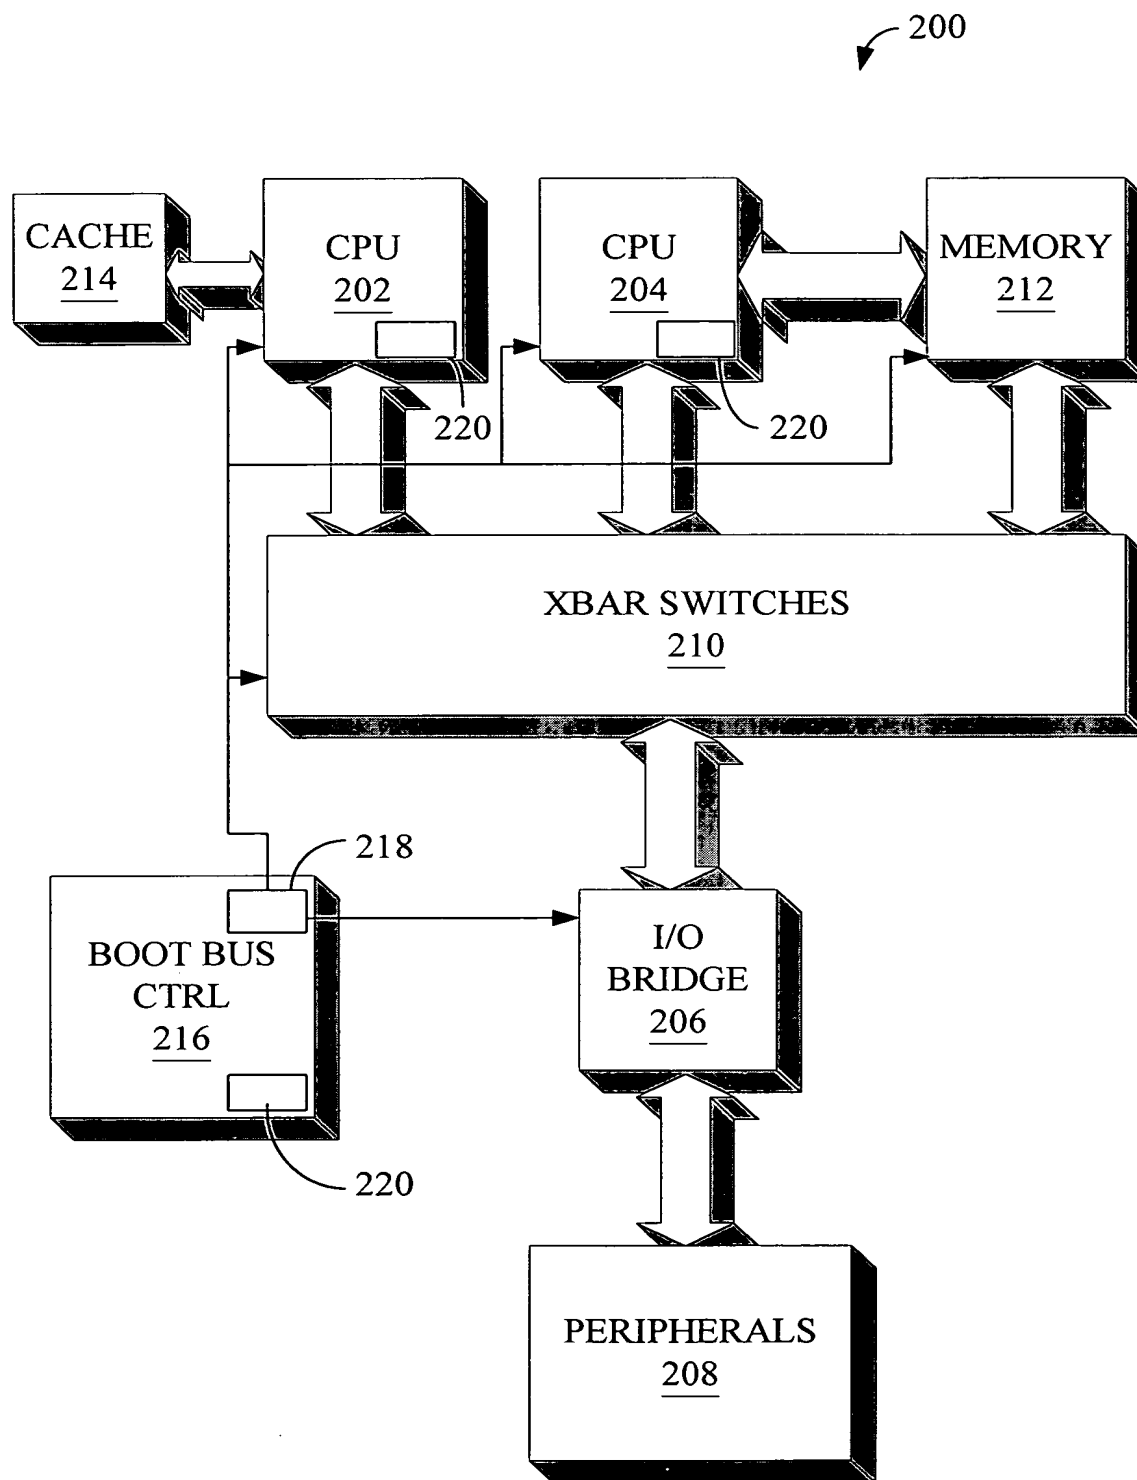 200
CACHE
214
CPU
202
CPU
204
MEMORY
212
220
220
XBAR SWITCHES
210
218
BOOT BUS
CTRL
216
I/O
BRIDGE
206
220
PERIPHERALS
208